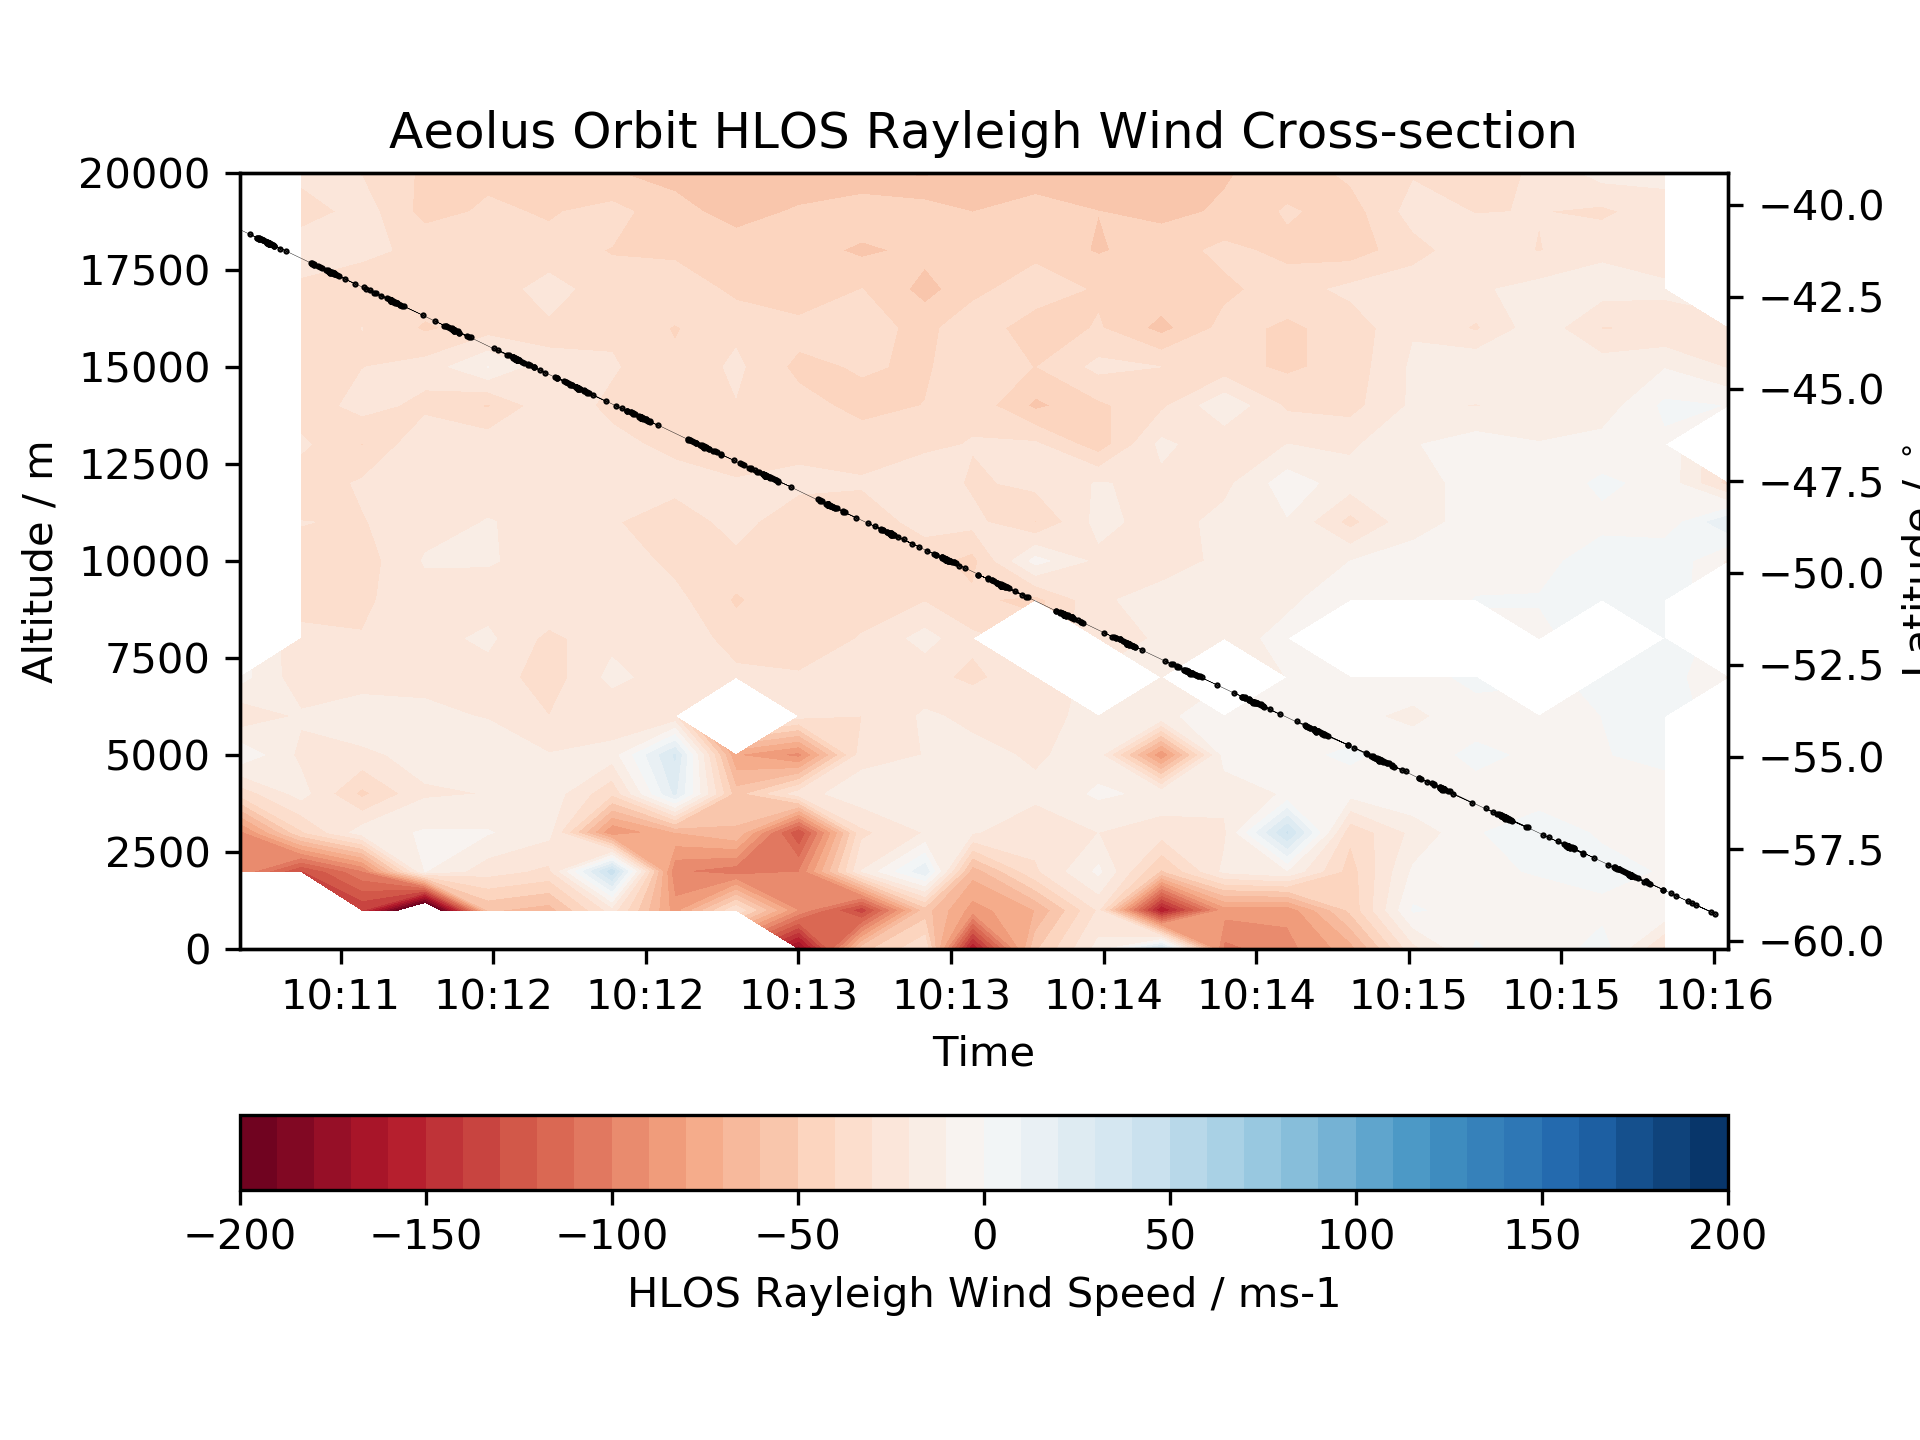 Aeolus Orbit HLOS Rayleigh Wind Cross-section
20000
17500
15000
12500
10000
7500
5000
2500
0
Altitude / m
−40.0
−42.5
−45.0
−47.5
−50.0
−52.5
−55.0
−57.5
−60.0
Latitude / °
10:11 10:12 10:12 10:13 10:13 10:14 10:14 10:15 10:15 10:16
Time
−200 −150 −100 −50 0 50 100 150 200
HLOS Rayleigh Wind Speed / ms-1